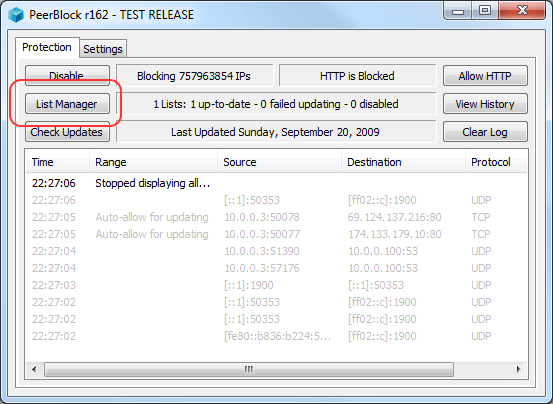 PeerBlock r162 - TEST RELEASE
Protection Settings
Disable Blocking 757963854 IPs HTTP is Blocked Allow HTTP
List Manager 1 Lists: 1 up-to-date - 0 failed updating - 0 disabled View History
Check Updates Last Updated Sunday, September 20, 2009 Clear Log
Time Range Source Destination Protocol
22:27:06 Stopped displaying all...
22:27:06 [::1]:50353 [ff02::c]:1900 UDP
22:27:05 Auto-allow for updating 10.0.0.3:50078 69.124.137.216:80 TCP
22:27:05 Auto-allow for updating 10.0.0.3:50077 174.133.179.10:80 TCP
22:27:04 10.0.0.3:51390 10.0.0.100:53 UDP
22:27:04 10.0.0.3:57176 10.0.0.100:53 UDP
22:27:03 [::1]:1900 [::1]:50353 UDP
22:27:02 [::1]:50353 [ff02::c]:1900 UDP
22:27:02 [::1]:50353 [ff02::c]:1900 UDP
22:27:02 [fe80::b836:b224:5... [ff02::c]:1900 UDP